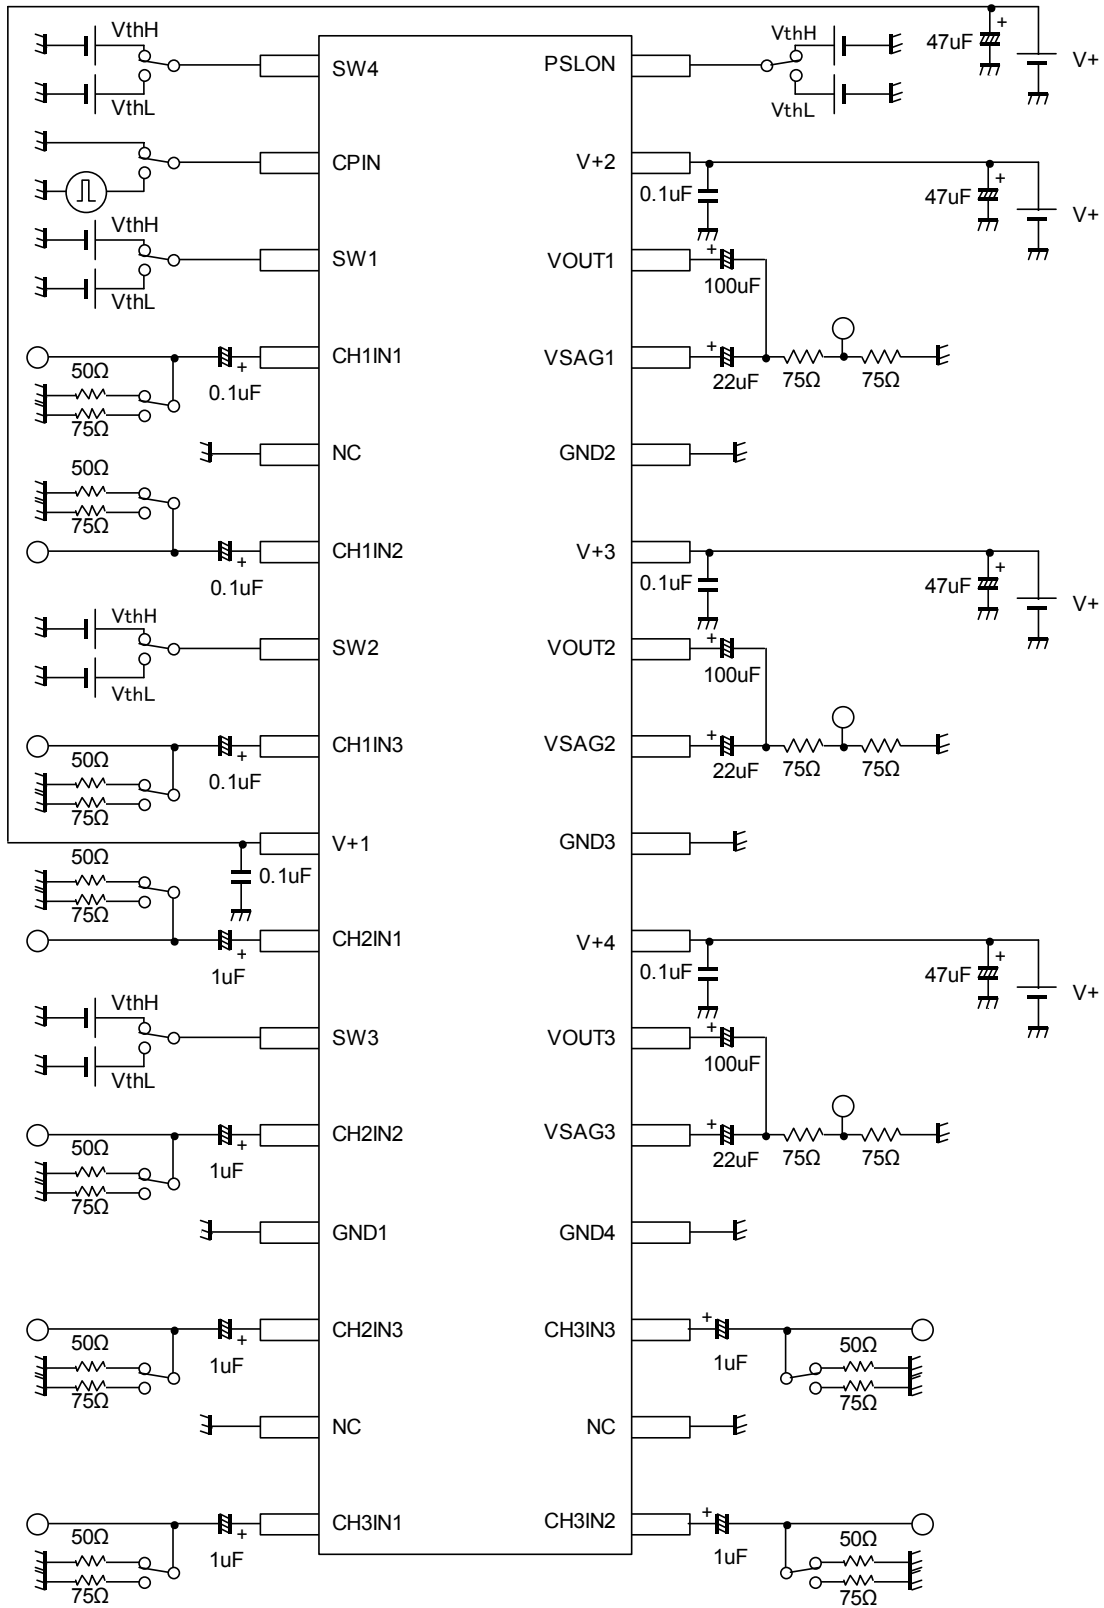 VthH
VthH
+
47uF
V+
SW4
PSLON
VthL
VthL
CPIN
V+2
0.1uF
+
47uF
V+
VthH
SW1
VOUT1
+
100uF
VthL
CH1IN1
VSAG1
+
50Ω
+
0.1uF
22uF
75Ω
75Ω
75Ω
NC
GND2
50Ω
75Ω
CH1IN2
V+3
+
0.1uF
0.1uF
+
47uF
V+
VthH
SW2
VOUT2
+
100uF
VthL
CH1IN3
VSAG2
+
50Ω
+
0.1uF
22uF
75Ω
75Ω
75Ω
V+1
GND3
50Ω
0.1uF
75Ω
CH2IN1
V+4
+
1uF
0.1uF
+
47uF
V+
VthH
SW3
VOUT3
+
100uF
VthL
CH2IN2
VSAG3
+
50Ω
+
1uF
22uF
75Ω
75Ω
75Ω
GND1
GND4
CH2IN3
CH3IN3
+
50Ω
+
1uF
1uF
50Ω
75Ω
75Ω
NC
NC
CH3IN1
CH3IN2
+
50Ω
+
1uF
1uF
50Ω
75Ω
75Ω